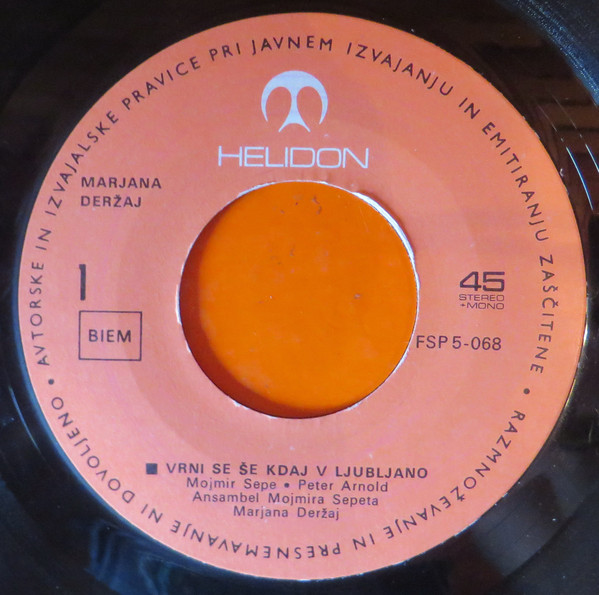 AVTORSKE IN IZVAJALSKE PRAVICE PRI JAVNEM IZVAJANJU IN EMITIRANJU ZAŠČITENE • RAZMNOŽEVANJE IN PRESNEMAVANJE NI DOVOLJENO •
HELIDON
MARJANA
DERŽAJ
1
BIEM
45
STEREO
+MONO
FSP 5-068
■ VRNI SE ŠE KDAJ V LJUBLJANO
Mojmir Sepe • Peter Arnold
Ansambel Mojmira Sepeta
Marjana Deržaj